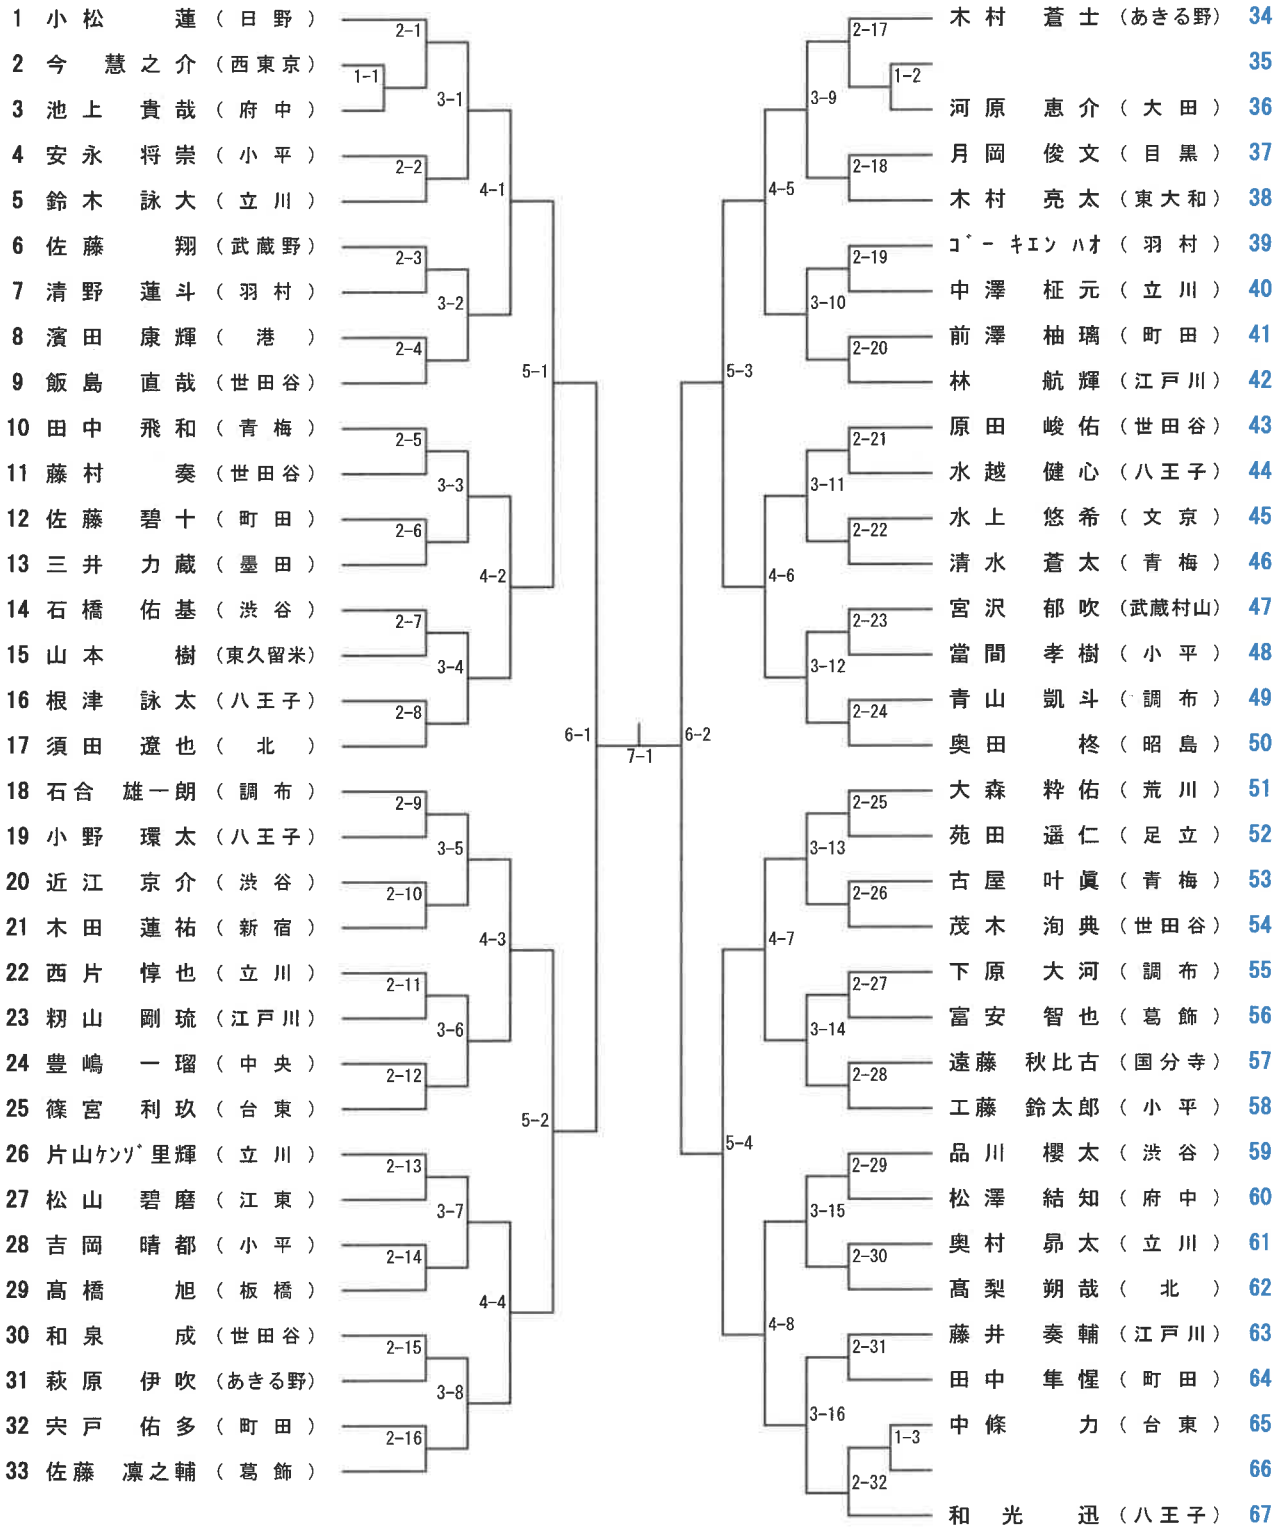 1 小松 蓮 (日野)
2 今 慧之介 (西東京)
3 池上 貴哉 (府中)
4 安永 将崇 (小平)
5 鈴木 詠大 (立川)
6 佐藤 翔 (武蔵野)
7 清野 蓮斗 (羽村)
8 濱田 康輝 (港)
9 飯島 直哉 (世田谷)
10 田中 飛和 (青梅)
11 藤村 奏 (世田谷)
12 佐藤 碧十 (町田)
13 三井 力蔵 (墨田)
14 石橋 佑基 (渋谷)
15 山本 樹 (東久留米)
16 根津 詠太 (八王子)
17 須田 遼也 (北)
18 石合 雄一朗 (調布)
19 小野 環太 (八王子)
20 近江 京介 (渋谷)
21 木田 蓮祐 (新宿)
22 西片 惇也 (立川)
23 籾山 剛琉 (江戸川)
24 豊嶋 一瑠 (中央)
25 篠宮 利玖 (台東)
26 片山ケンゾ゛里輝 (立川)
27 松山 碧磨 (江東)
28 吉岡 晴都 (小平)
29 髙橋 旭 (板橋)
30 和泉 成 (世田谷)
31 萩原 伊吹 (あきる野)
32 宍戸 佑多 (町田)
33 佐藤 凛之輔 (葛飾)
1-1
2-1
2-2
2-3
2-4
2-5
2-6
2-7
2-8
2-9
2-10
2-11
2-12
2-13
2-14
2-15
2-16
3-1
3-2
3-3
3-4
3-5
3-6
3-7
3-8
4-1
4-2
4-3
4-4
5-1
5-2
6-1
7-1
6-2
5-3
5-4
4-5
4-6
4-7
4-8
3-9
3-10
3-11
3-12
3-13
3-14
3-15
3-16
2-17
2-18
2-19
2-20
2-21
2-22
2-23
2-24
2-25
2-26
2-27
2-28
2-29
2-30
2-31
2-32
1-2
1-3
木村 蒼士 (あきる野) 34
35
河原 恵介 (大田) 36
月岡 俊文 (目黒) 37
木村 亮太 (東大和) 38
ゴー キエン ハオ (羽村) 39
中澤 柾元 (立川) 40
前澤 柚璃 (町田) 41
林 航輝 (江戸川) 42
原田 峻佑 (世田谷) 43
水越 健心 (八王子) 44
水上 悠希 (文京) 45
清水 蒼太 (青梅) 46
宮沢 郁吹 (武蔵村山) 47
當間 孝樹 (小平) 48
青山 凱斗 (調布) 49
奥田 柊 (昭島) 50
大森 粋佑 (荒川) 51
苑田 遥仁 (足立) 52
古屋 叶眞 (青梅) 53
茂木 洵典 (世田谷) 54
下原 大河 (調布) 55
富安 智也 (葛飾) 56
遠藤 秋比古 (国分寺) 57
工藤 鈴太郎 (小平) 58
品川 櫻太 (渋谷) 59
松澤 結知 (府中) 60
奥村 昴太 (立川) 61
髙梨 朔哉 (北) 62
藤井 奏輔 (江戸川) 63
田中 隼惺 (町田) 64
中條 力 (台東) 65
66
和光 迅 (八王子) 67